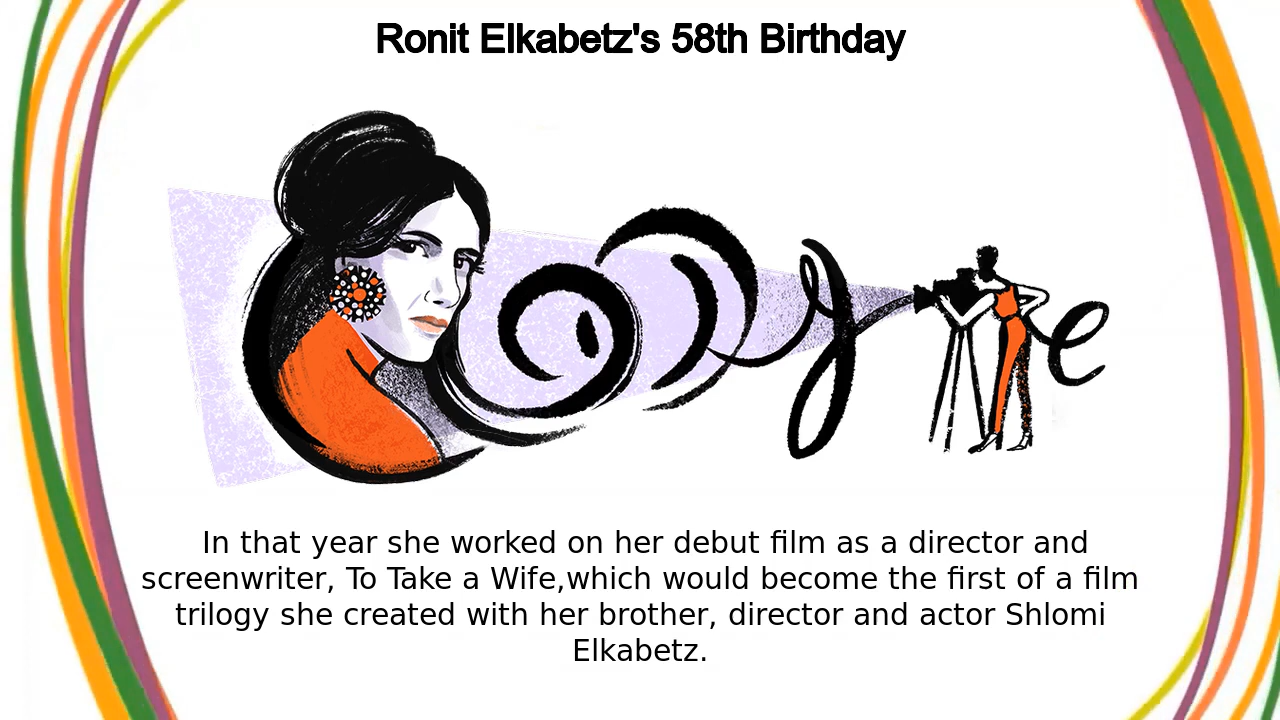 Ronit Elkabetz's 58th Birthday
Google
In that year she worked on her debut film as a director and
screenwriter, To Take a Wife,which would become the first of a film
trilogy she created with her brother, director and actor Shlomi
Elkabetz.